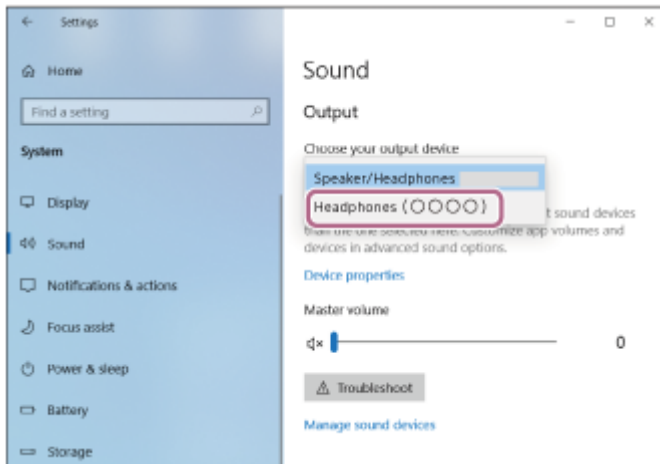 Settings
Home
Find a setting
System
Display
Sound
Notifications & actions
Focus assist
Power & sleep
Battery
Storage
Sound
Output
Choose your output device
Speaker/Headphones
Headphones (○○○○)
t sound devices
than the one selected here. Customize app volumes and
devices in advanced sound options.
Device properties
Master volume
0
Troubleshoot
Manage sound devices